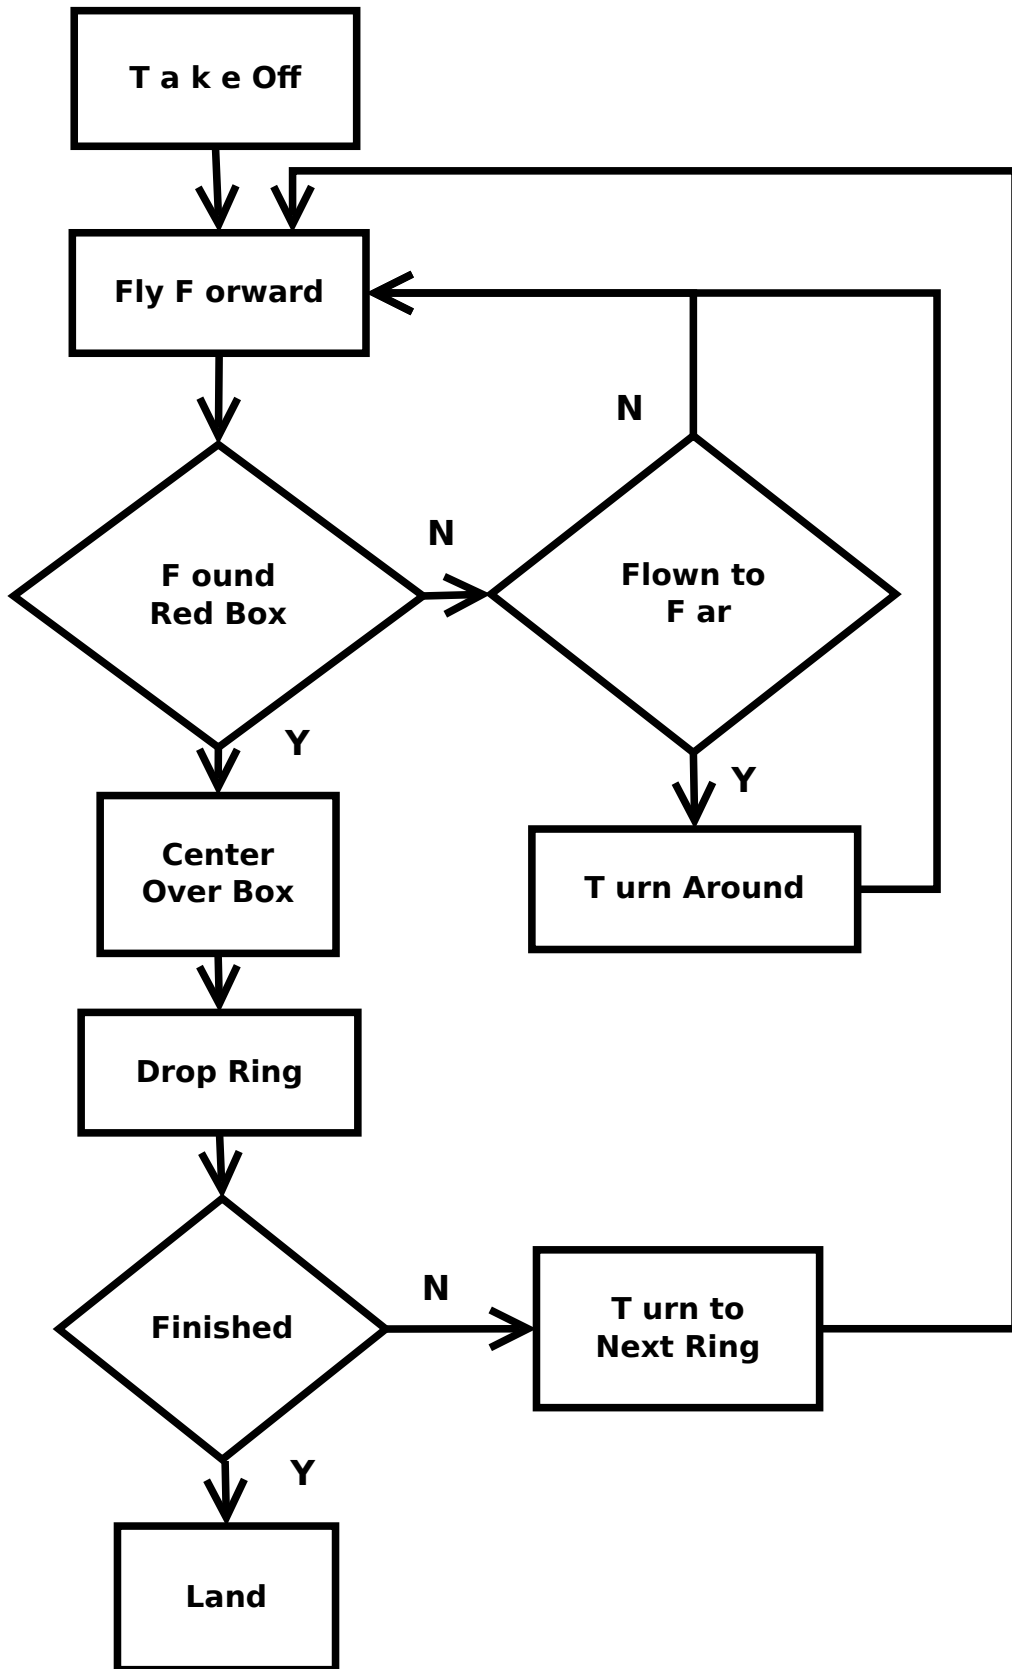 T a k e Off
Fly F orward
N
N
F ound
Red Box
Flown to
F ar
Y
Y
Center
Over Box
T urn Around
Drop Ring
N
Finished
T urn to
Next Ring
Y
Land